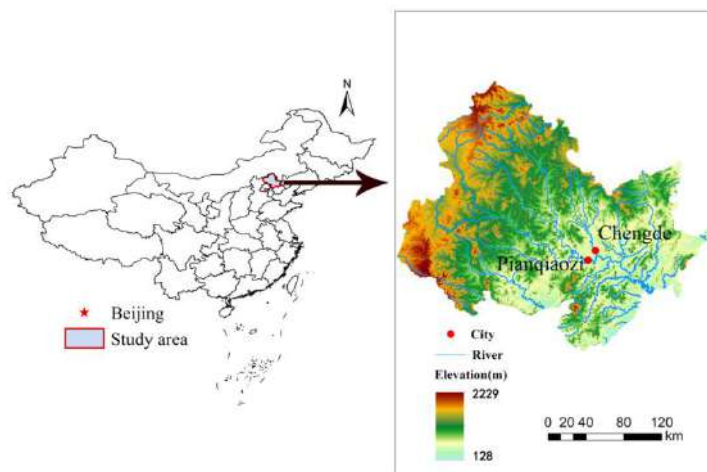 N
Beijing
Study area
Chengde
Pianqiaozi
City
River
Elevation(m)
2229
128
0 20 40 80 120
km